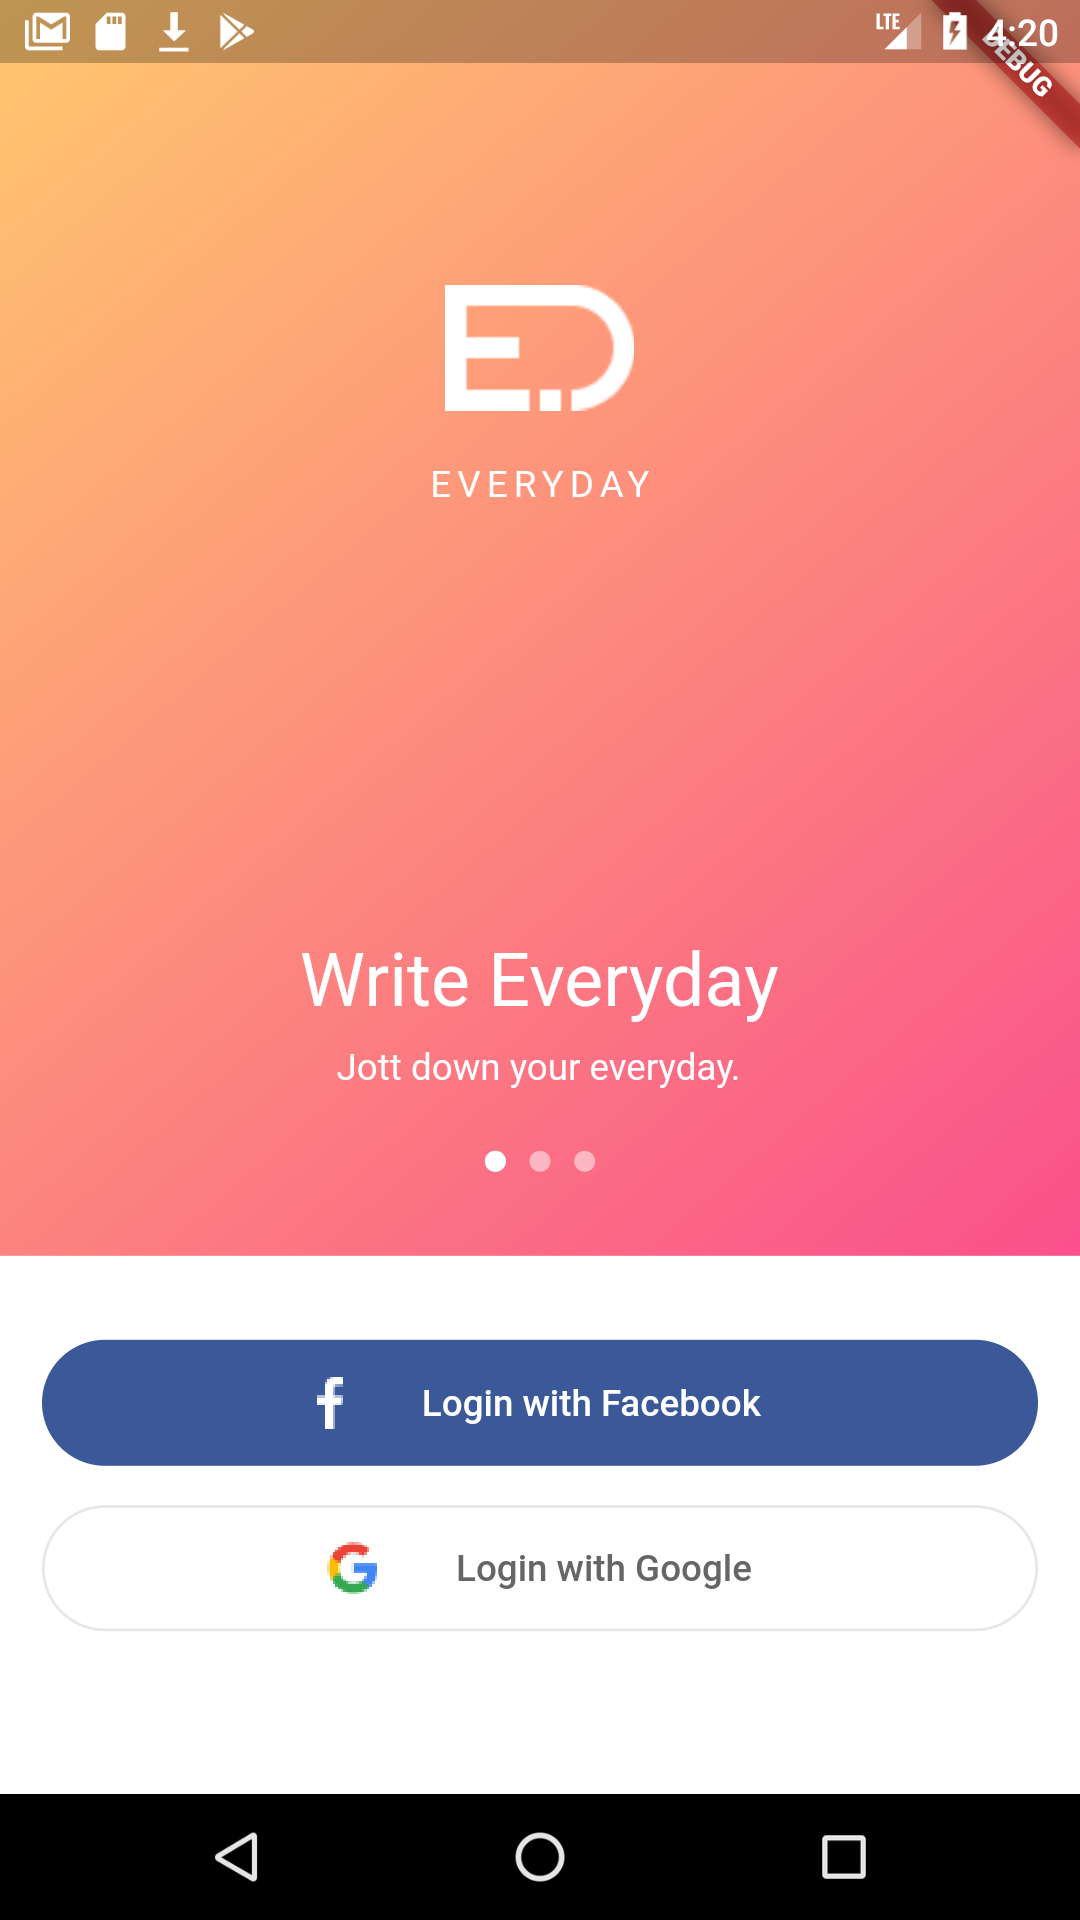 LTE 4:20
DEBUG
E.D
EVERYDAY
Write Everyday
Jott down your everyday.
f Login with Facebook
G Login with Google